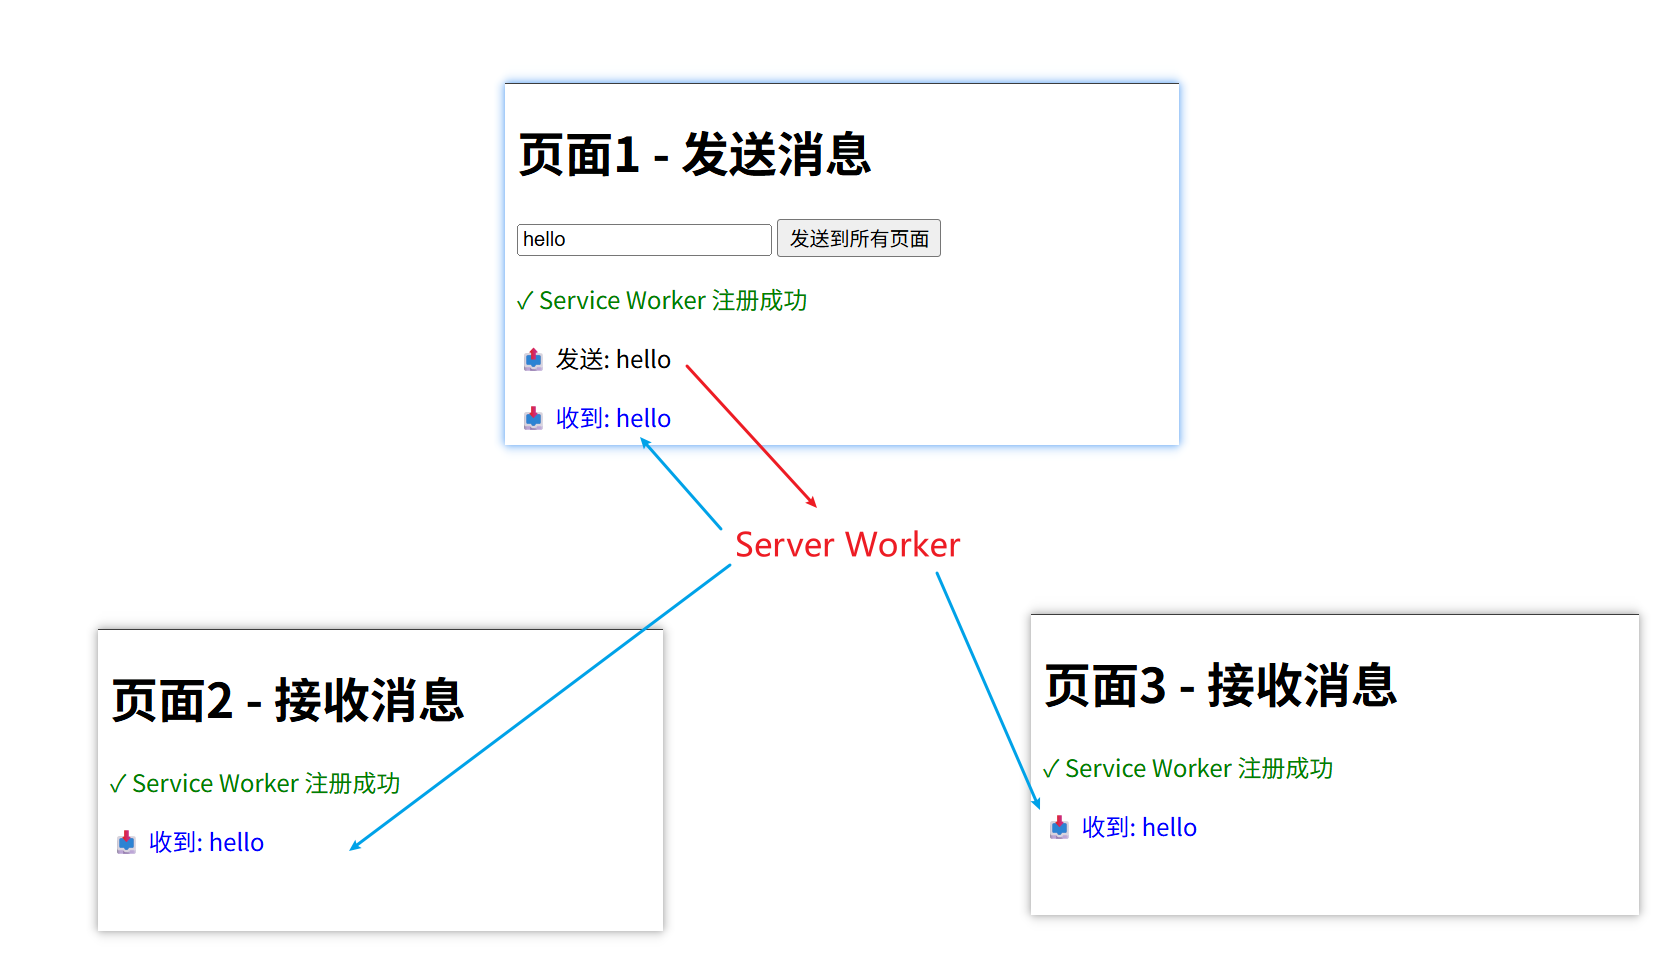 页面1 - 发送消息
hello 发送到所有页面
✓ Service Worker 注册成功
📤 发送: hello
📥 收到: hello
Server Worker
页面2 - 接收消息
✓ Service Worker 注册成功
📥 收到: hello
页面3 - 接收消息
✓ Service Worker 注册成功
📥 收到: hello